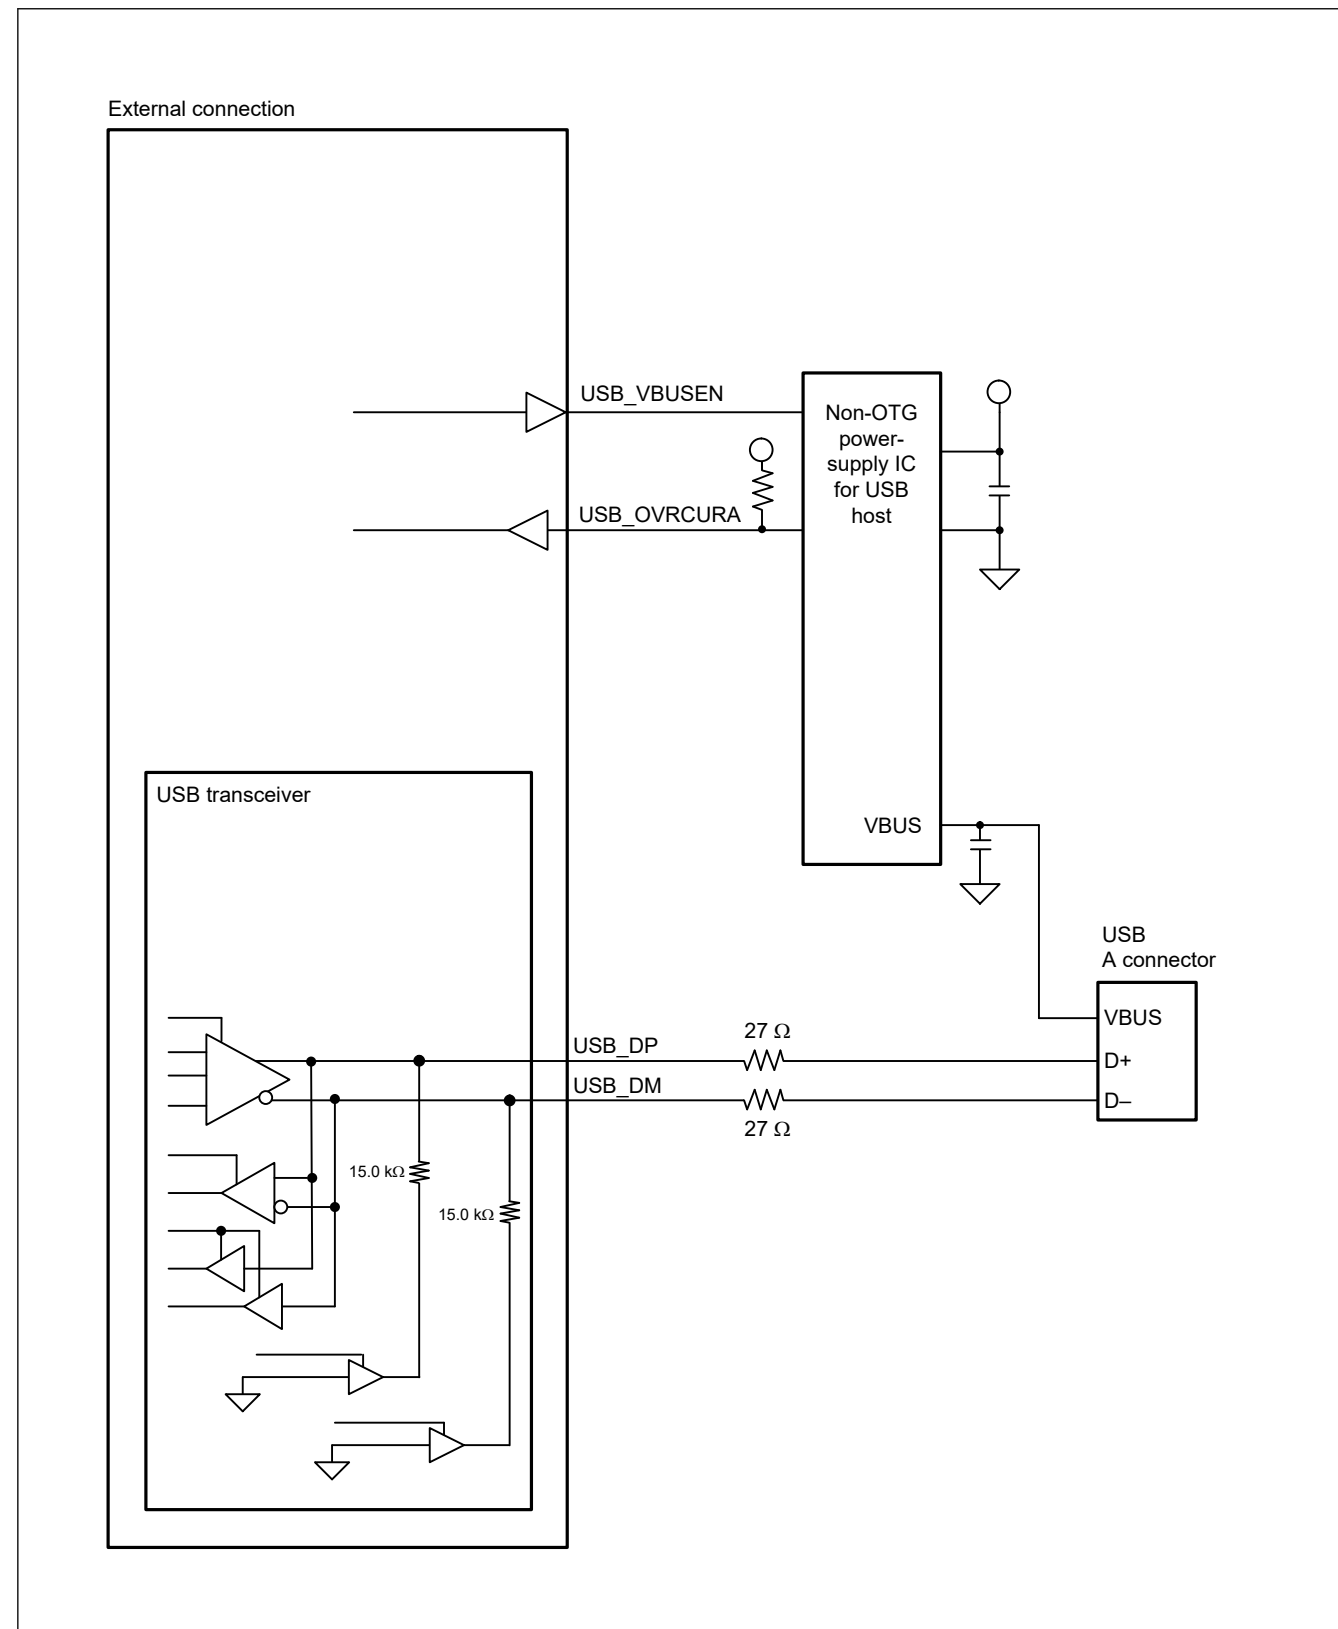 External connection
USB_VBUSEN
Non-OTG
power-
supply IC
for USB
host
USB_OVRCURA
USB transceiver
VBUS
USB
A connector
VBUS
27 Ω
USB_DP
D+
USB_DM
D–
27 Ω
15.0 kΩ
15.0 kΩ